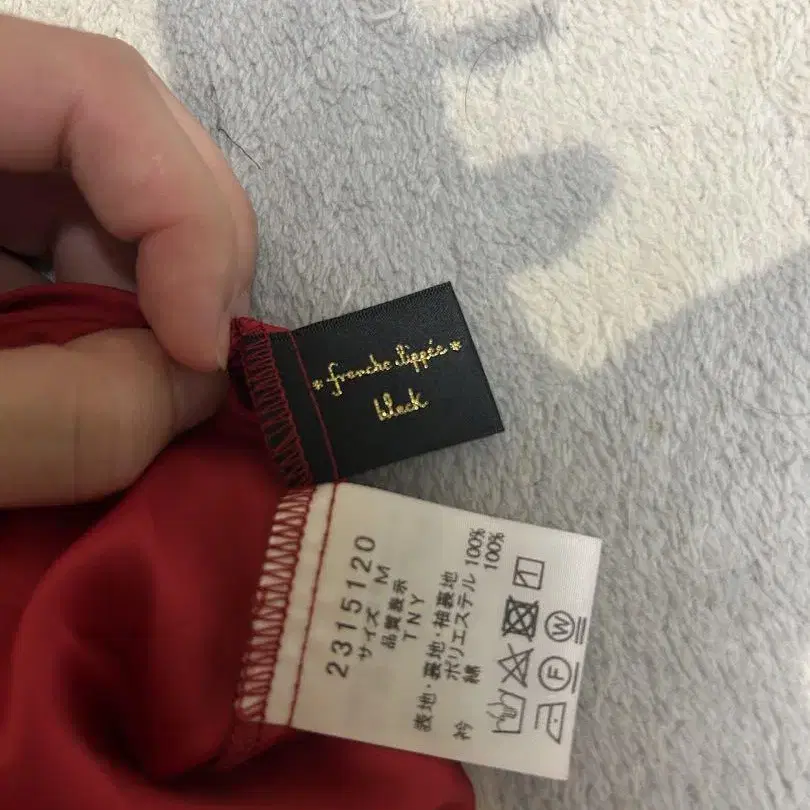 * franche lippée *
bleck
2315120
サイズ M
品質表示
TNY
表地・裏地・袖裏地
ポリエステル 100%
衿 綿 100%
W
F